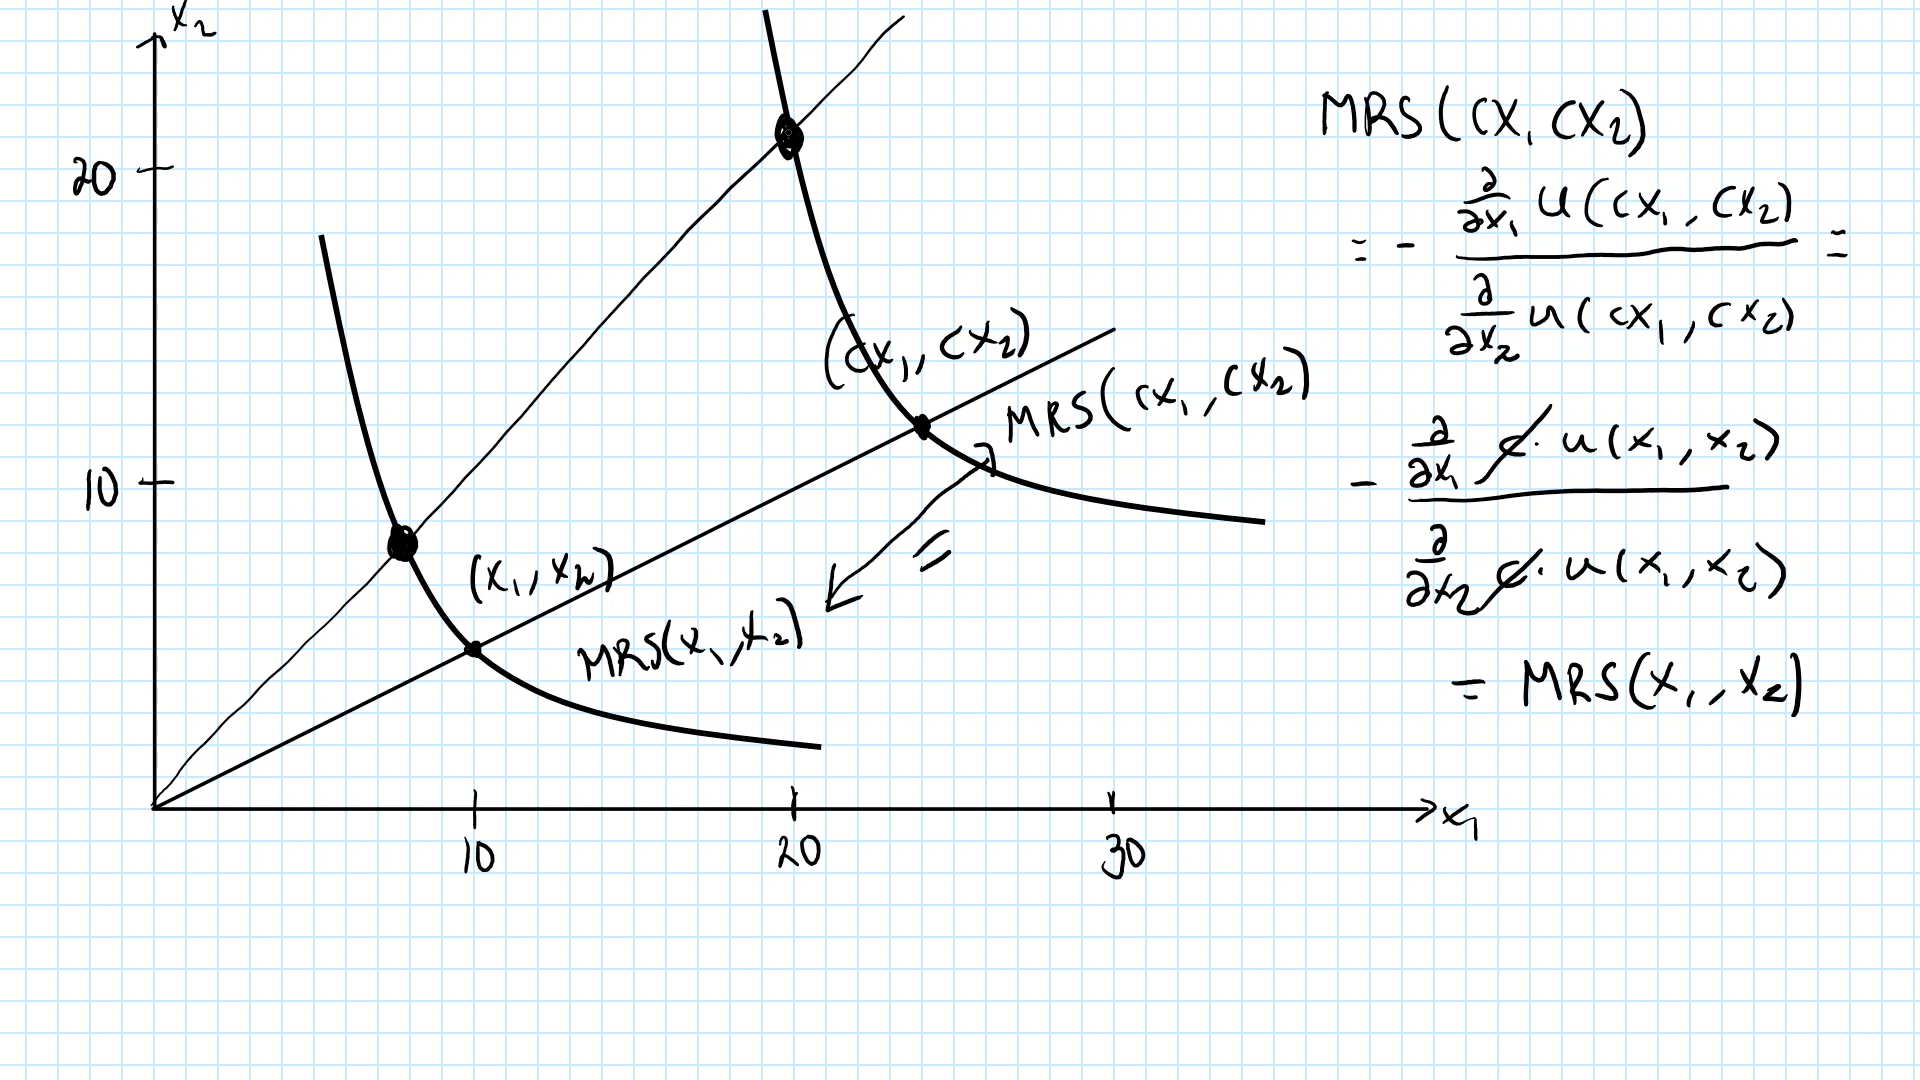 x₂
20
10
(cx₁, cx₂)
MRS(cx₁, cx₂)
=
(x₁, x₂)
MRS(x₁, x₂)
10
20
30
x₁
MRS(cx₁ cx₂)
= - ∂/∂x₁ u(cx₁, cx₂) =
∂/∂x₂ u(cx₁, cx₂)
- ∂/∂x₁ c· u(x₁, x₂)
∂/∂x₂ c· u(x₁, x₂)
= MRS(x₁, x₂)